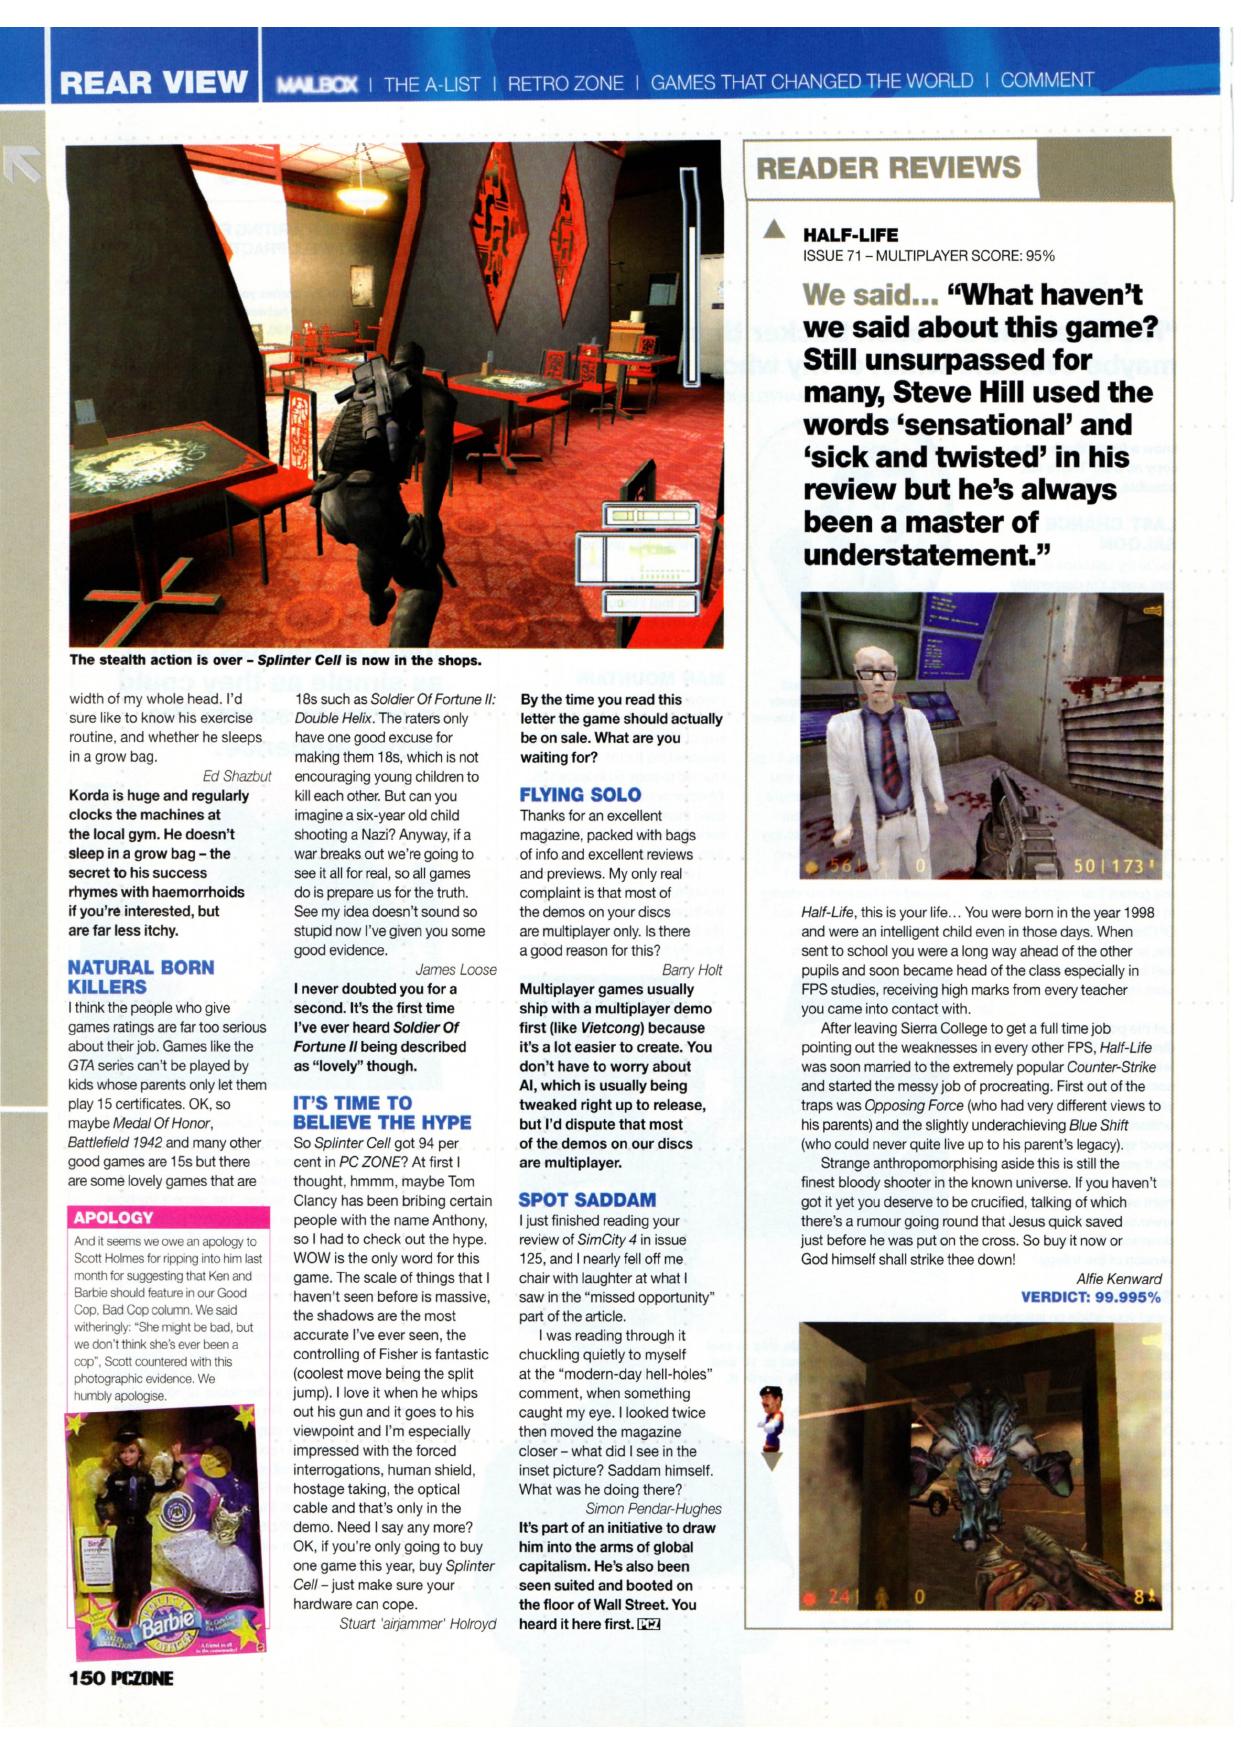 REAR VIEW
MAILBOX | THE A-LIST | RETRO ZONE | GAMES THAT CHANGED THE WORLD | COMMENT
The stealth action is over – Splinter Cell is now in the shops.
width of my whole head. I'd
sure like to know his exercise
routine, and whether he sleeps
in a grow bag.
Ed Shazbut
Korda is huge and regularly
clocks the machines at
the local gym. He doesn't
sleep in a grow bag – the
secret to his success
rhymes with haemorrhoids
if you're interested, but
are far less itchy.
NATURAL BORN
KILLERS
I think the people who give
games ratings are far too serious
about their job. Games like the
GTA series can't be played by
kids whose parents only let them
play 15 certificates. OK, so
maybe Medal Of Honor,
Battlefield 1942 and many other
good games are 15s but there
are some lovely games that are
APOLOGY
And it seems we owe an apology to
Scott Holmes for ripping into him last
month for suggesting that Ken and
Barbie should feature in our Good
Cop, Bad Cop column. We said
witheringly: "She might be bad, but
we don't think she's ever been a
cop", Scott countered with this
photographic evidence. We
humbly apologise.
POLICE
Barbie
OFFICER
18s such as Soldier Of Fortune II:
Double Helix. The raters only
have one good excuse for
making them 18s, which is not
encouraging young children to
kill each other. But can you
imagine a six-year old child
shooting a Nazi? Anyway, if a
war breaks out we're going to
see it all for real, so all games
do is prepare us for the truth.
See my idea doesn't sound so
stupid now I've given you some
good evidence.
James Loose
I never doubted you for a
second. It's the first time
I've ever heard Soldier Of
Fortune II being described
as "lovely" though.
IT'S TIME TO
BELIEVE THE HYPE
So Splinter Cell got 94 per
cent in PC ZONE? At first I
thought, hmmm, maybe Tom
Clancy has been bribing certain
people with the name Anthony,
so I had to check out the hype.
WOW is the only word for this
game. The scale of things that I
haven't seen before is massive,
the shadows are the most
accurate I've ever seen, the
controlling of Fisher is fantastic
(coolest move being the split
jump). I love it when he whips
out his gun and it goes to his
viewpoint and I'm especially
impressed with the forced
interrogations, human shield,
hostage taking, the optical
cable and that's only in the
demo. Need I say any more?
OK, if you're only going to buy
one game this year, buy Splinter
Cell – just make sure your
hardware can cope.
Stuart 'airjammer' Holroyd
By the time you read this
letter the game should actually
be on sale. What are you
waiting for?
FLYING SOLO
Thanks for an excellent
magazine, packed with bags
of info and excellent reviews
and previews. My only real
complaint is that most of
the demos on your discs
are multiplayer only. Is there
a good reason for this?
Barry Holt
Multiplayer games usually
ship with a multiplayer demo
first (like Vietcong) because
it's a lot easier to create. You
don't have to worry about
AI, which is usually being
tweaked right up to release,
but I'd dispute that most
of the demos on our discs
are multiplayer.
SPOT SADDAM
I just finished reading your
review of SimCity 4 in issue
125, and I nearly fell off me
chair with laughter at what I
saw in the "missed opportunity"
part of the article.
I was reading through it
chuckling quietly to myself
at the "modern-day hell-holes"
comment, when something
caught my eye. I looked twice
then moved the magazine
closer – what did I see in the
inset picture? Saddam himself.
What was he doing there?
Simon Pendar-Hughes
It's part of an initiative to draw
him into the arms of global
capitalism. He's also been
seen suited and booted on
the floor of Wall Street. You
heard it here first. PCZ
READER REVIEWS
HALF-LIFE
ISSUE 71 – MULTIPLAYER SCORE: 95%
We said... "What haven't
we said about this game?
Still unsurpassed for
many, Steve Hill used the
words 'sensational' and
'sick and twisted' in his
review but he's always
been a master of
understatement."
56 0 50 | 173
Half-Life, this is your life... You were born in the year 1998
and were an intelligent child even in those days. When
sent to school you were a long way ahead of the other
pupils and soon became head of the class especially in
FPS studies, receiving high marks from every teacher
you came into contact with.
After leaving Sierra College to get a full time job
pointing out the weaknesses in every other FPS, Half-Life
was soon married to the extremely popular Counter-Strike
and started the messy job of procreating. First out of the
traps was Opposing Force (who had very different views to
his parents) and the slightly underachieving Blue Shift
(who could never quite live up to his parent's legacy).
Strange anthropomorphising aside this is still the
finest bloody shooter in the known universe. If you haven't
got it yet you deserve to be crucified, talking of which
there's a rumour going round that Jesus quick saved
just before he was put on the cross. So buy it now or
God himself shall strike thee down!
Alfie Kenward
VERDICT: 99.995%
24 0 8
150 PCZONE